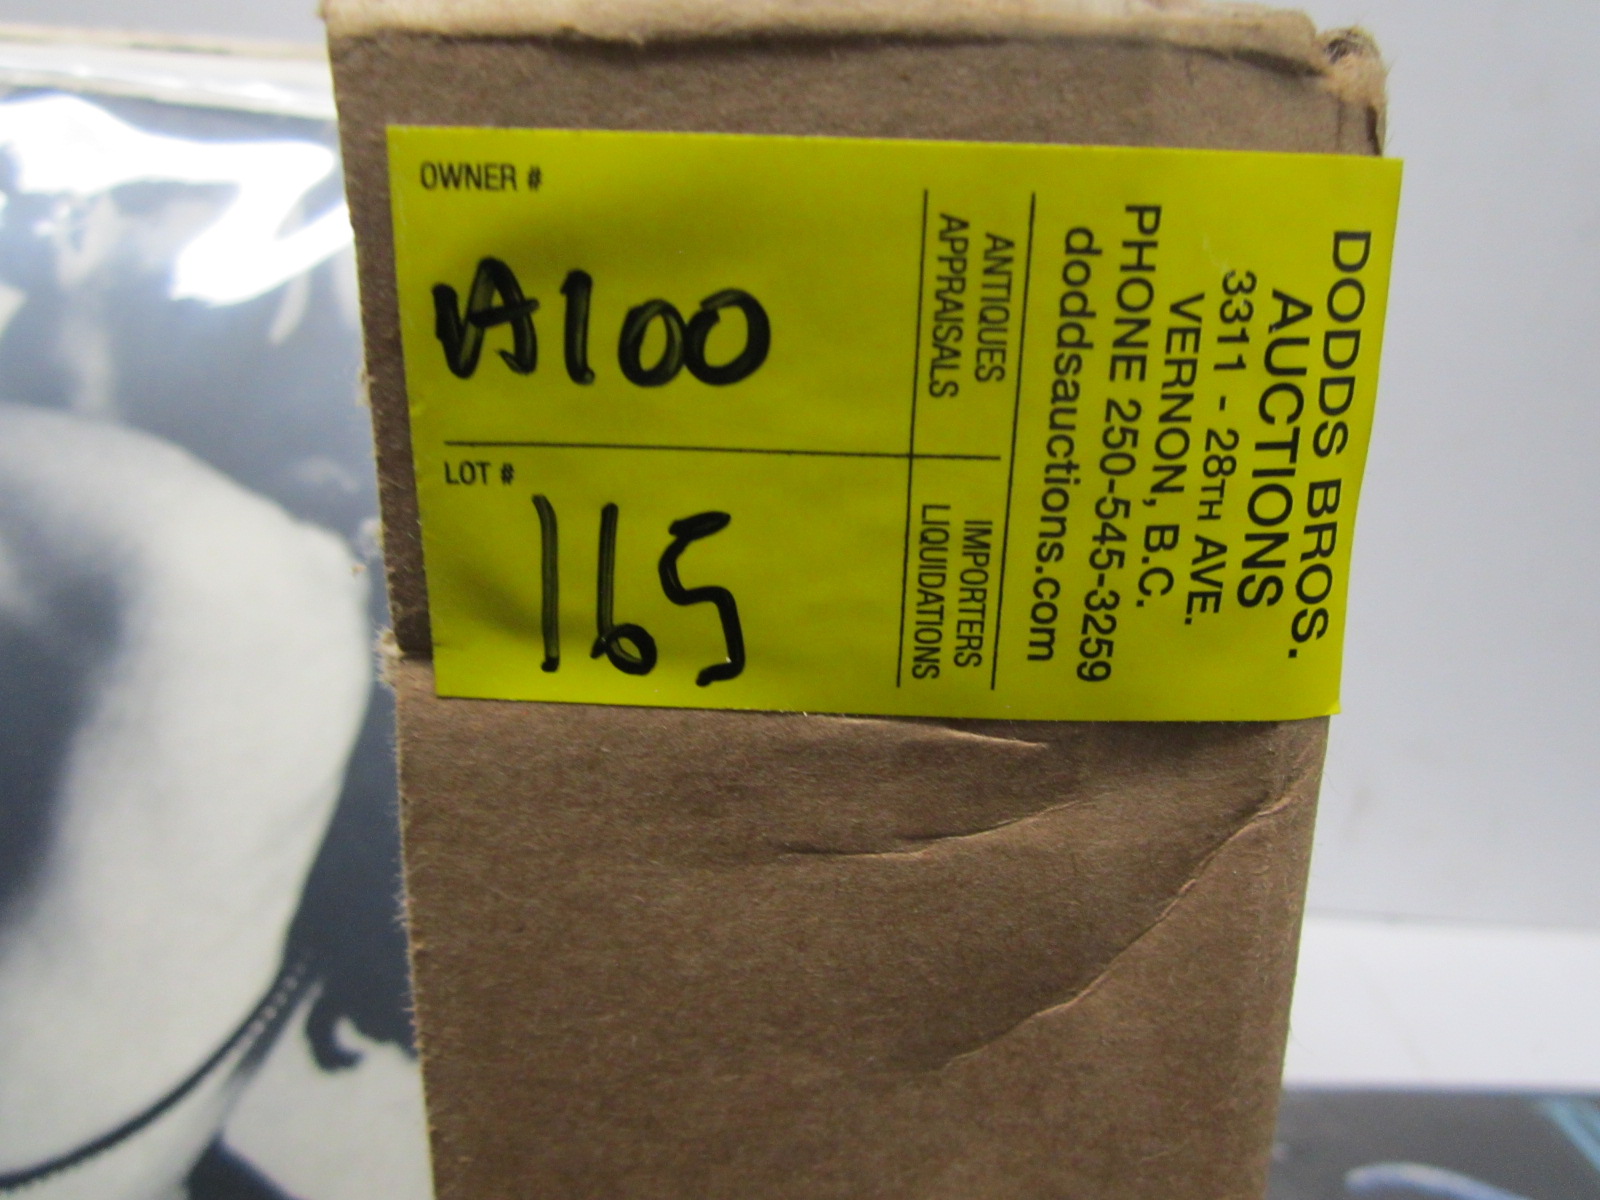 OWNER #
A100
LOT #
165
DODDS BROS.
AUCTIONS
3311 - 28TH AVE.
VERNON, B.C.
PHONE 250-545-3259
doddsauctions.com
ANTIQUES
APPRAISALS
IMPORTERS
LIQUIDATIONS